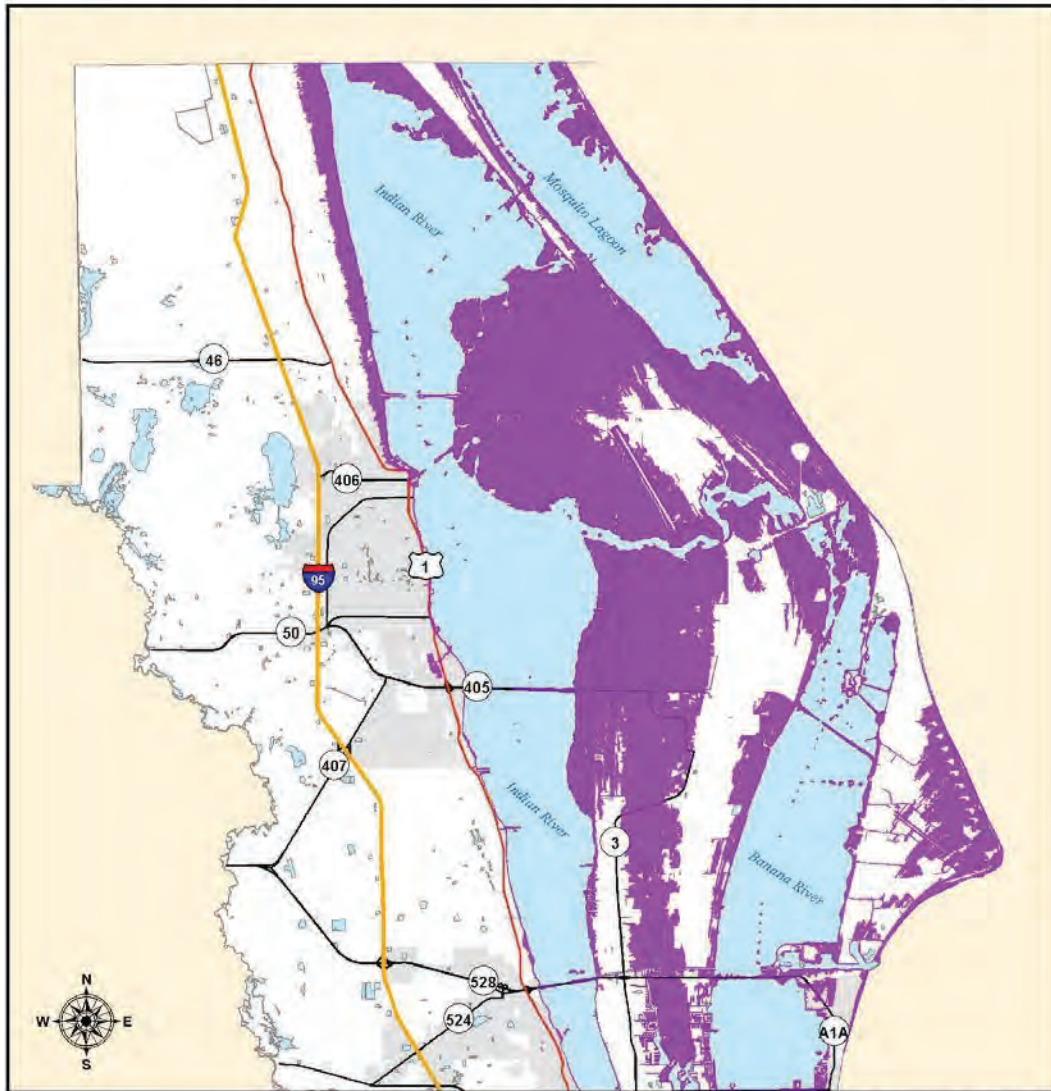 Indian River
Mosquito Lagoon
46
406
1
95
50
405
407
Indian River
3
Banana River
N
W
E
S
528
524
A1A